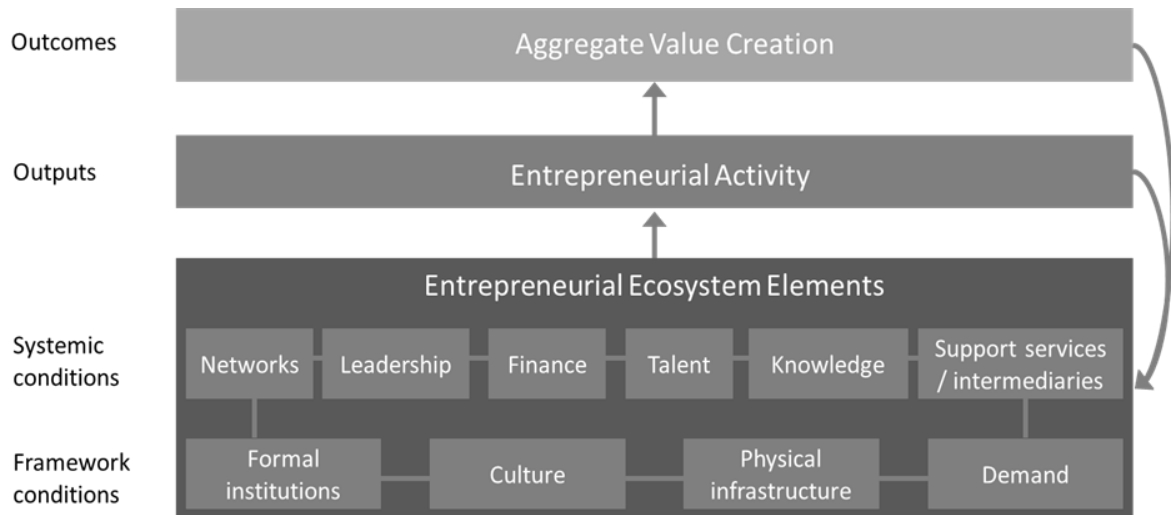 Outcomes
Aggregate Value Creation
Outputs
Entrepreneurial Activity
Entrepreneurial Ecosystem Elements
Systemic
conditions
Networks
Leadership
Finance
Talent
Knowledge
Support services
/ intermediaries
Framework
conditions
Formal
institutions
Culture
Physical
infrastructure
Demand